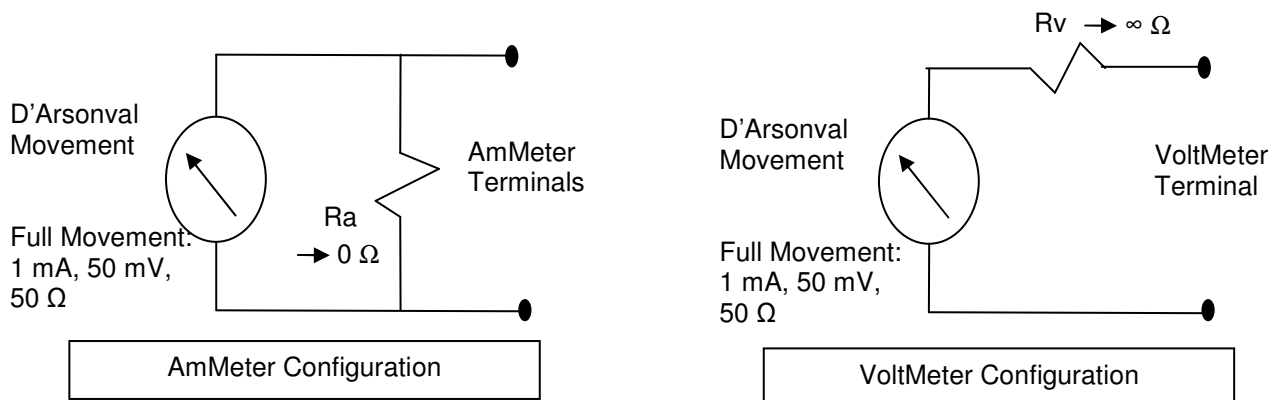 D'Arsonval
Movement
Full Movement:
1 mA, 50 mV,
50 Ω
Ra
→ 0 Ω
AmMeter
Terminals
AmMeter Configuration
Rv → ∞ Ω
D'Arsonval
Movement
VoltMeter
Terminal
Full Movement:
1 mA, 50 mV,
50 Ω
VoltMeter Configuration